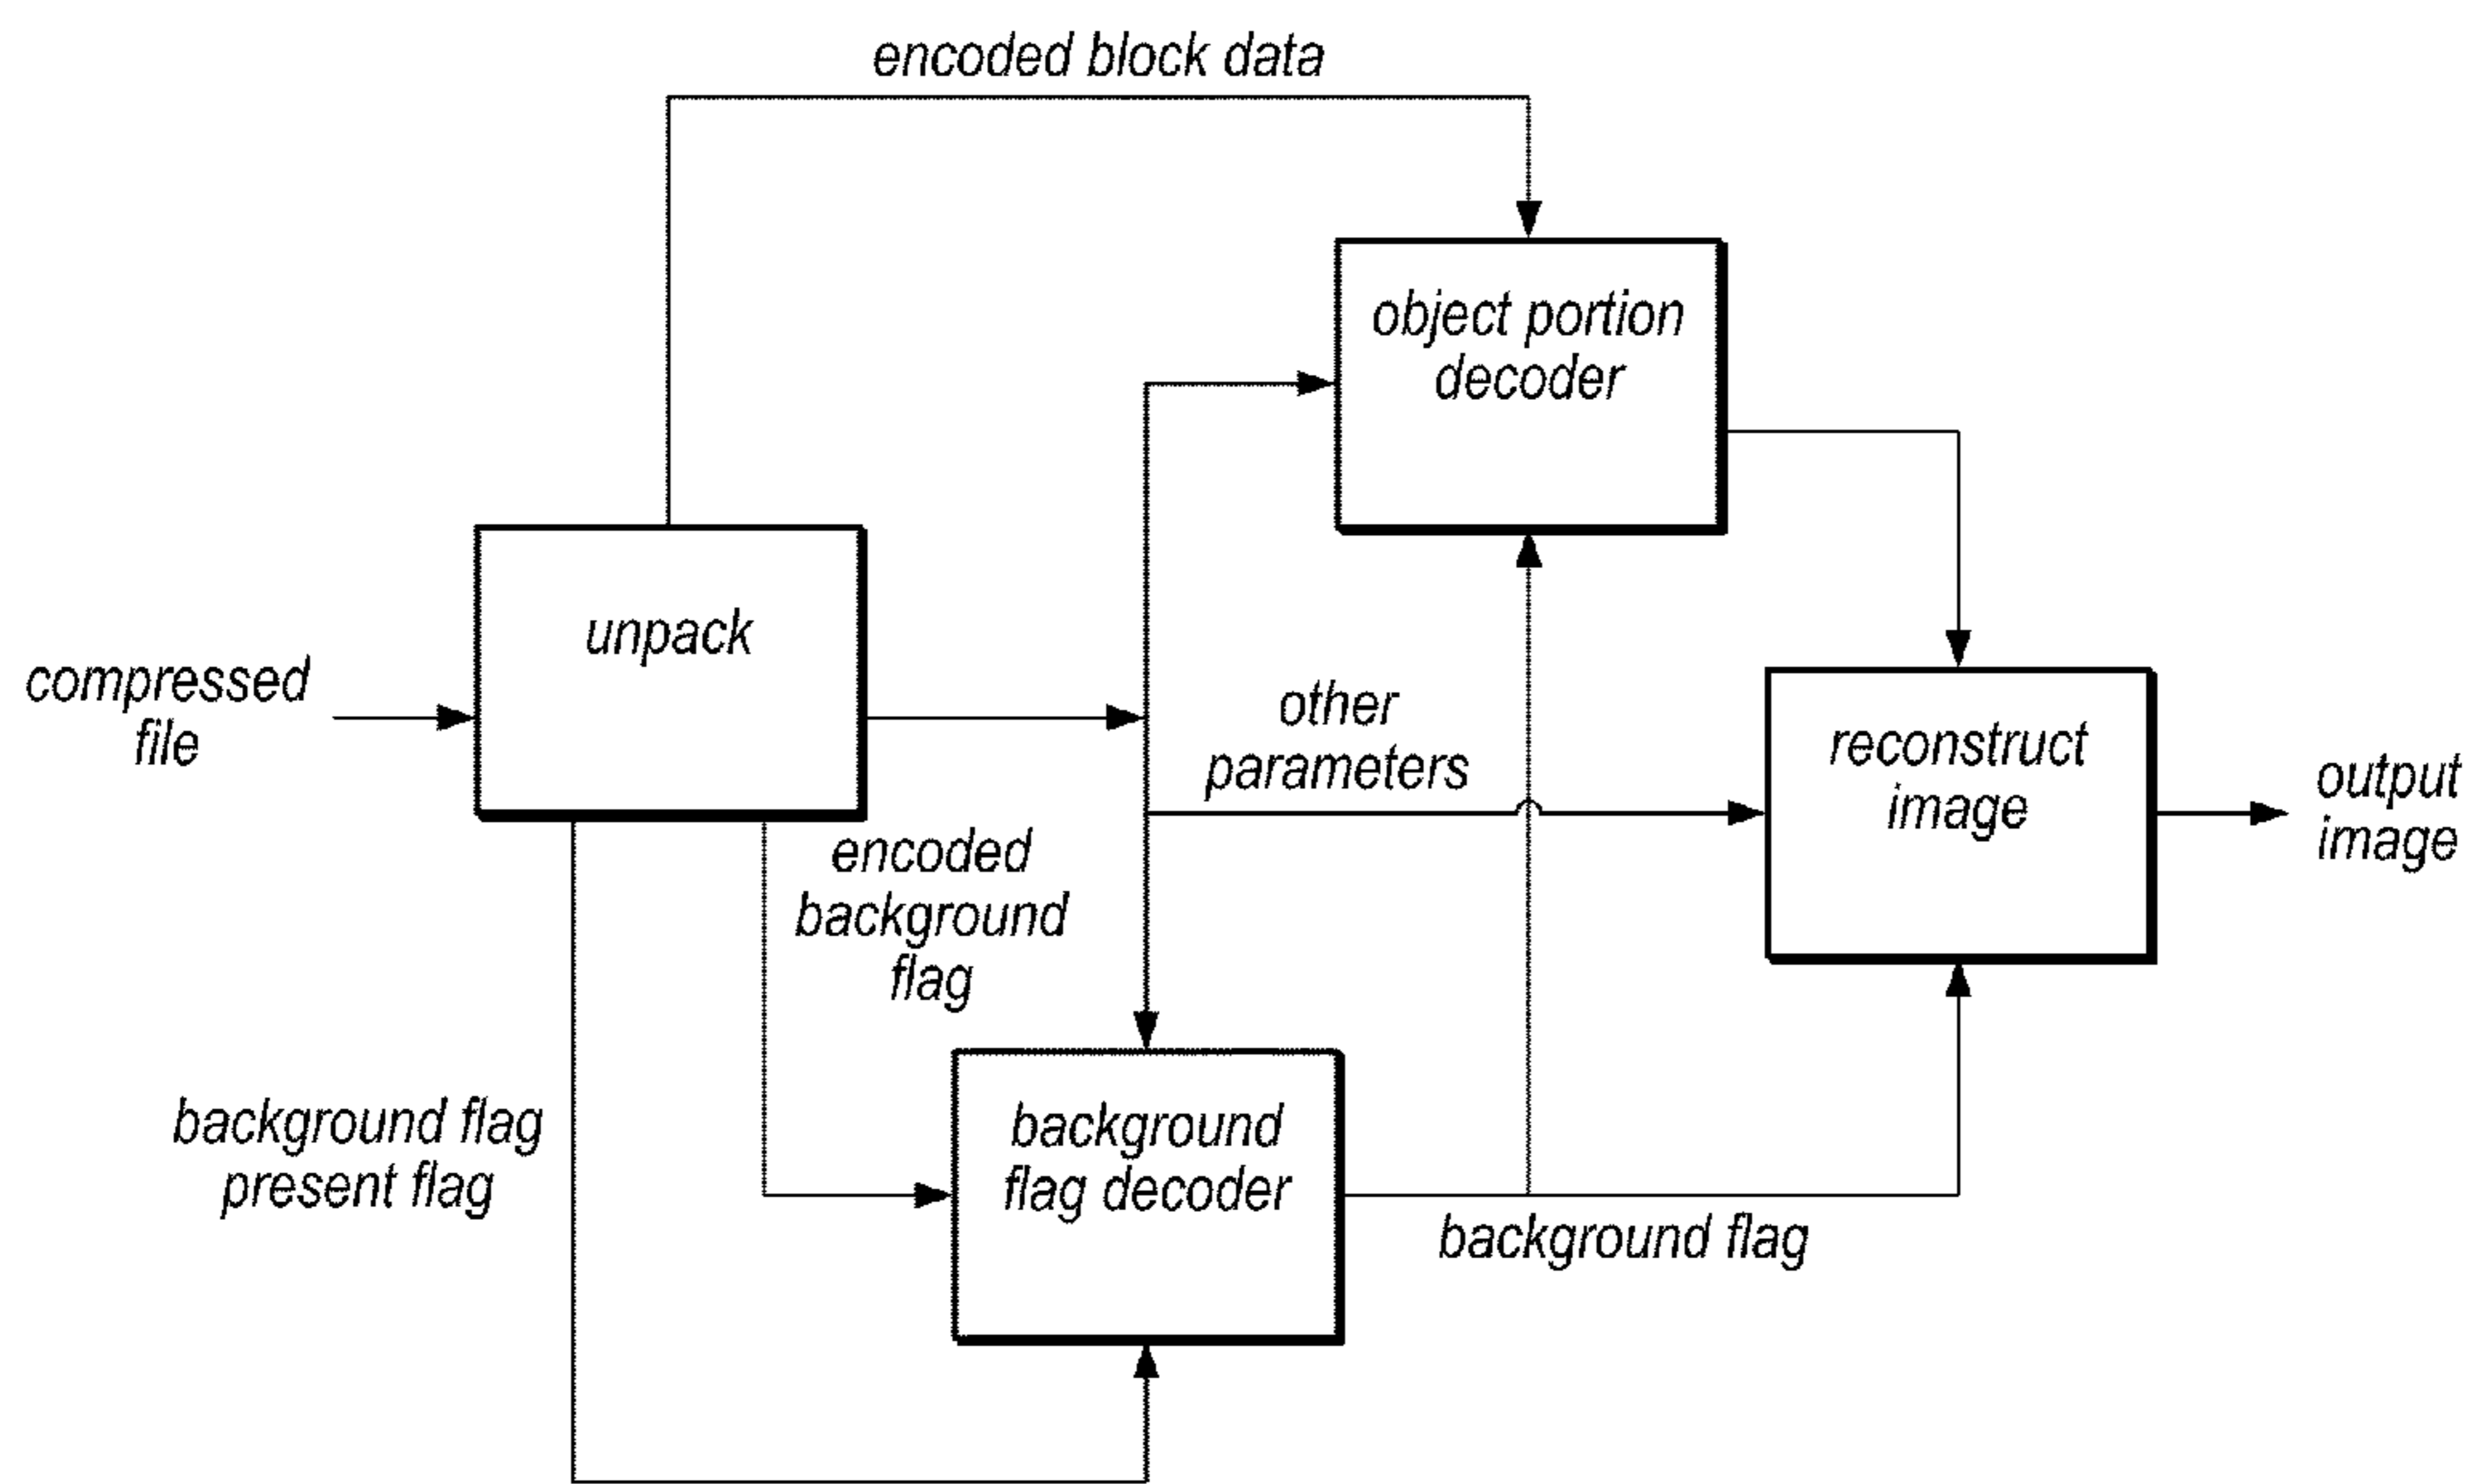 encoded block data
object portion
decoder
unpack
compressed
file
other
parameters
reconstruct
image
output
image
encoded
background
flag
background flag
present flag
background
flag decoder
background flag